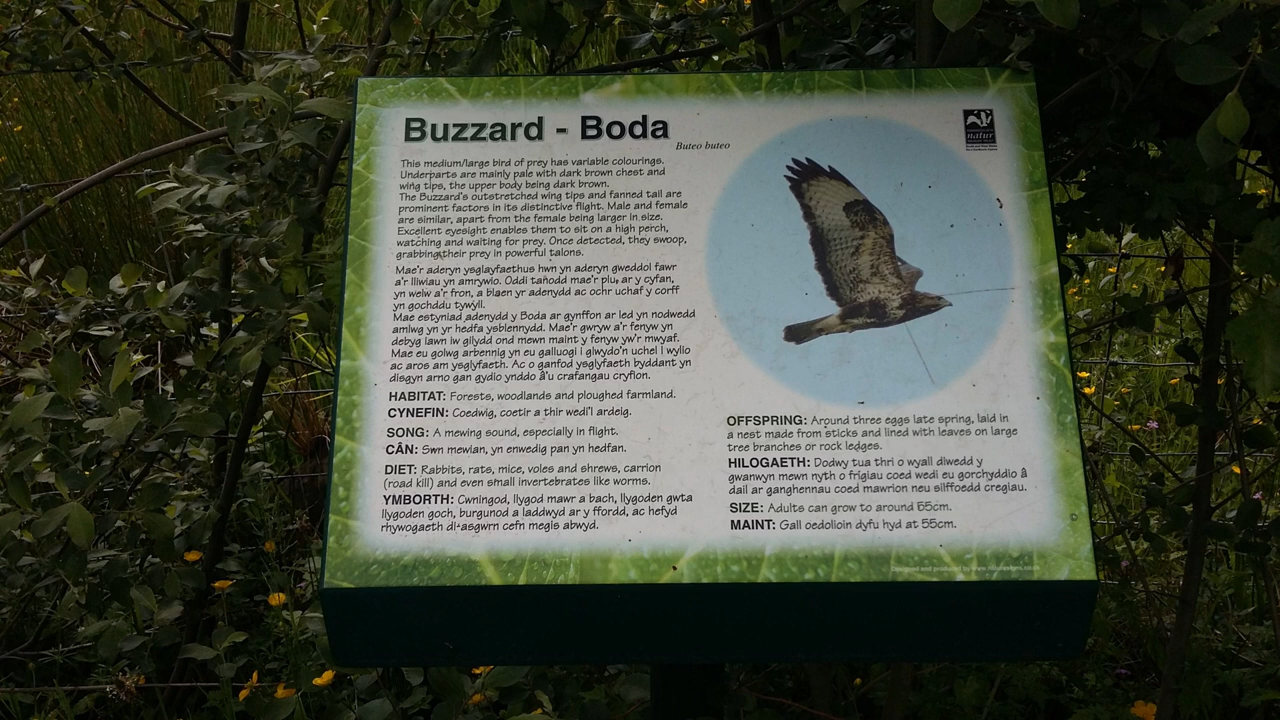 Buzzard - Boda
Buteo buteo
natur
This medium/large bird of prey has variable colourings.
Underparts are mainly pale with dark brown chest and
wing tips, the upper body being dark brown.
The Buzzard's outstretched wing tips and fanned tail are
prominent factors in its distinctive flight. Male and female
are similar, apart from the female being larger in size.
Excellent eyesight enables them to sit on a high perch,
watching and waiting for prey. Once detected, they swoop,
grabbing their prey in powerful talons.
Mae'r aderyn ysglayfaethus hwn yn aderyn gweddol fawr
a'r lliwiau yn amrywio. Oddi tanodd mae'r plu, ar y cyfan,
yn welw a'r fron, a blaen yr adenydd ac ochr uchaf y corff
yn gochddu tywyll.
Mae estyniad adenydd y Boda ar gynffon ar led yn nodwedd
amlwg yn yr hedfa ysblennydd. Mae'r gwryw a'r fenyw yn
debyg iawn iw gilydd ond mewn maint y fenyw yw'r mwyaf.
Mae eu golwg arbennig yn eu galluogi i glwydo'n uchel i wylio
ac aros am ysglyfaeth. Ac o ganfod ysglyfaeth byddant yn
disgyn arno gan gydio ynddo â'u crafangau cryfion.
HABITAT: Forests, woodlands and ploughed farmland.
CYNEFIN: Coedwig, coetir a thir wedi'l ardeig.
SONG: A mewing sound, especially in flight.
CÂN: Swn mewian, yn enwedig pan yn hedfan.
DIET: Rabbits, rats, mice, voles and shrews, carrion
(road kill) and even small invertebrates like worms.
YMBORTH: Cwningod, llygod mawr a bach, llygoden gwta
llygoden goch, burgunod a laddwyd ar y ffordd, ac hefyd
rhywogaeth di-asgwrn cefn megis abwyd.
OFFSPRING: Around three eggs late spring, laid in
a nest made from sticks and lined with leaves on large
tree branches or rock ledges.
HILOGAETH: Dodwy tua thri o wyall diwedd y
gwanwyn mewn nyth o frigiau coed wedi eu gorchyddio â
dail ar ganghennau coed mawrion neu silffoedd creglau.
SIZE: Adults can grow to around 55cm.
MAINT: Gall oedolioin dyfu hyd at 55cm.
Designed and produced by www.naturesigns.co.uk